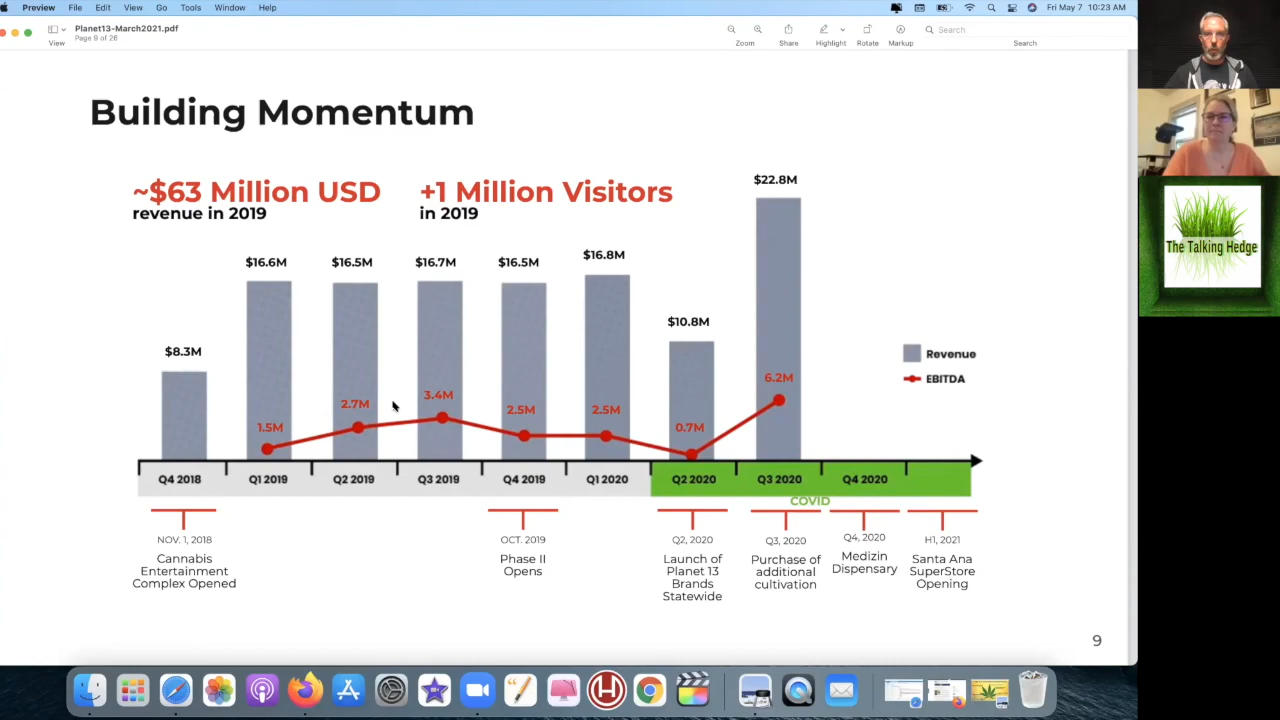 Preview File Edit View Go Tools Window Help Fri May 7 10:23 AM
Planet13-March2021.pdf
Page 9 of 26
View Zoom Share Highlight Rotate Markup Search
Search
Building Momentum
~$63 Million USD
revenue in 2019
+1 Million Visitors
in 2019
$8.3M
$16.6M
$16.5M
$16.7M
$16.5M
$16.8M
$10.8M
$22.8M
1.5M
2.7M
3.4M
2.5M
2.5M
0.7M
6.2M
Revenue
EBITDA
Q4 2018 Q1 2019 Q2 2019 Q3 2019 Q4 2019 Q1 2020 Q2 2020 Q3 2020 Q4 2020
COVID
NOV. 1, 2018
Cannabis
Entertainment
Complex Opened
OCT. 2019
Phase II
Opens
Q2, 2020
Launch of
Planet 13
Brands
Statewide
Q3, 2020
Purchase of
additional
cultivation
Q4, 2020
Medizin
Dispensary
H1, 2021
Santa Ana
SuperStore
Opening
9
The Talking Hedge